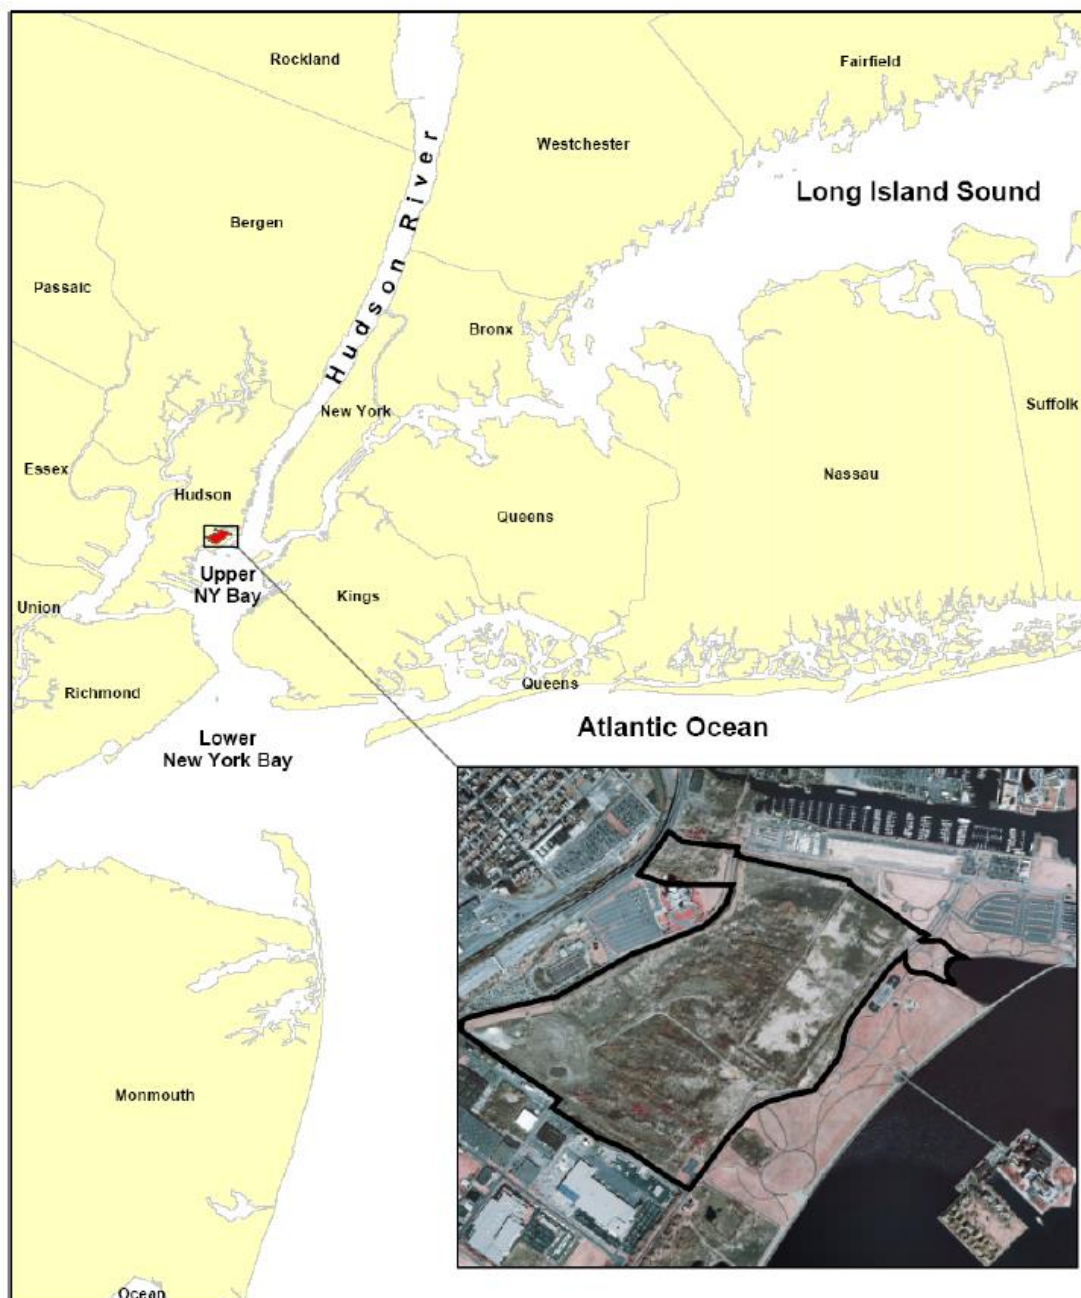 Rockland
Fairfield
Westchester
Long Island Sound
Hudson River
Bergen
Passaic
Bronx
New York
Suffolk
Essex
Nassau
Hudson
Queens
Upper
NY Bay
Kings
Union
Richmond
Queens
Atlantic Ocean
Lower
New York Bay
Monmouth
Ocean